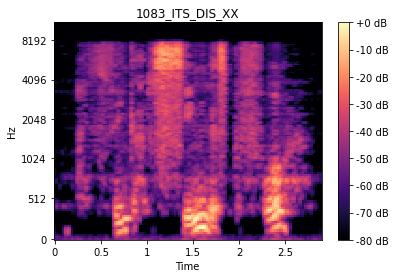 1083_ITS_DIS_XX
+0 dB
8192
-10 dB
4096
-20 dB
-30 dB
2048
-40 dB
Hz
1024
-50 dB
512
-60 dB
-70 dB
0
-80 dB
0 0.5 1 1.5 2 2.5
Time